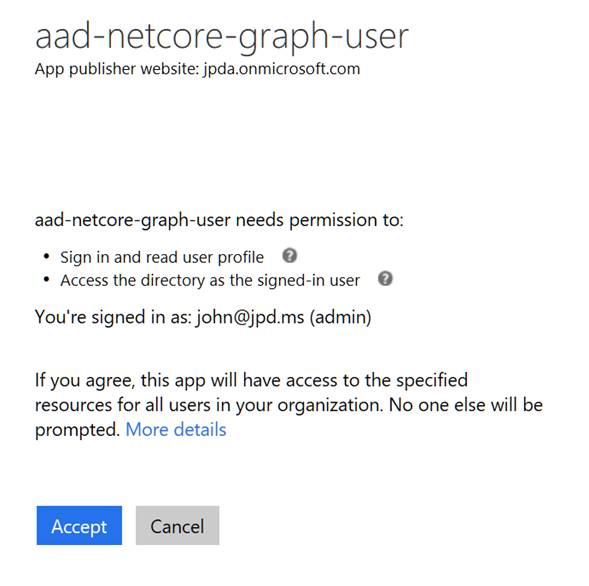 aad-netcore-graph-user
App publisher website: jpda.onmicrosoft.com
aad-netcore-graph-user needs permission to:
• Sign in and read user profile ?
• Access the directory as the signed-in user ?
You're signed in as: john@jpd.ms (admin)
If you agree, this app will have access to the specified
resources for all users in your organization. No one else will be
prompted. More details
Accept Cancel